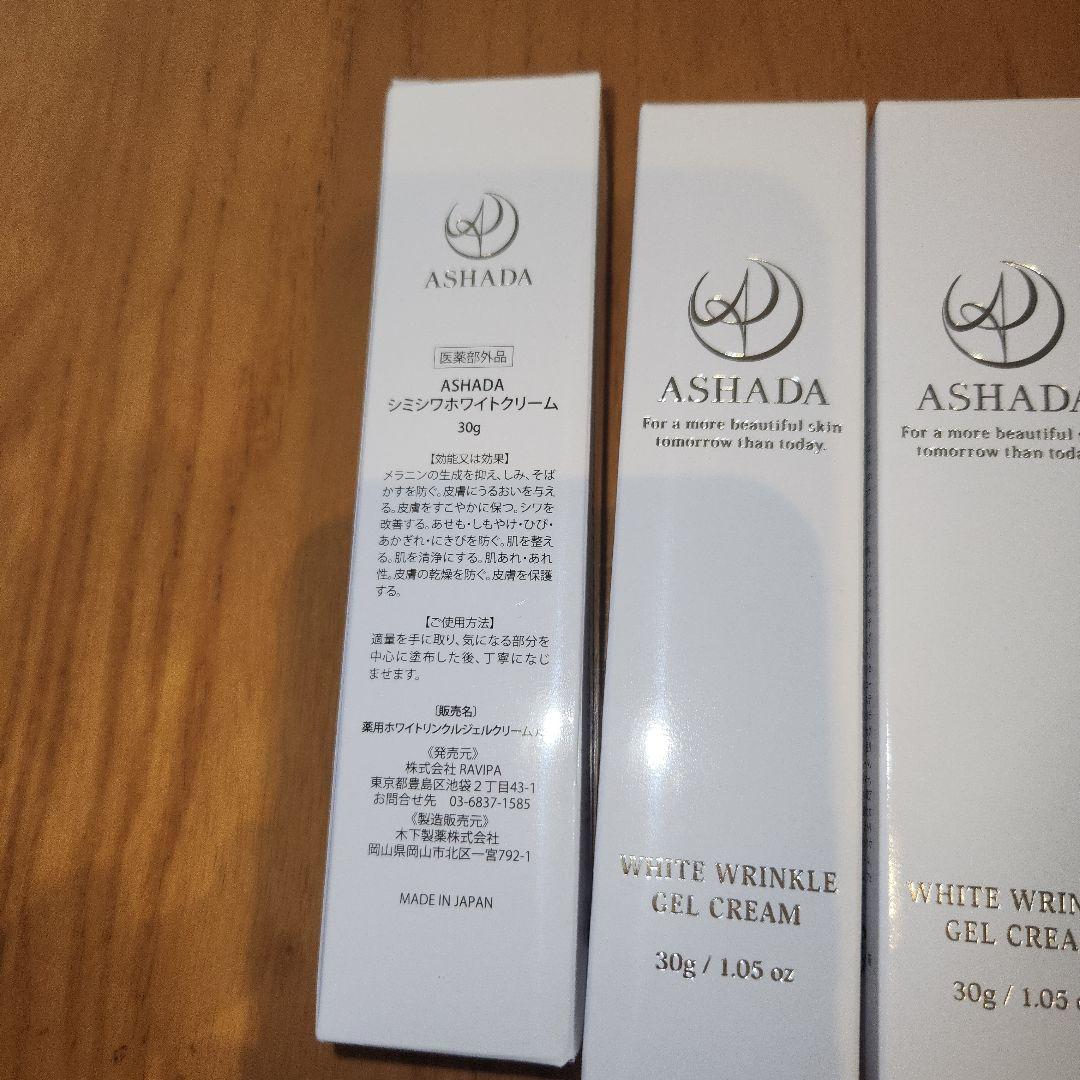 ASHADA
医薬部外品
ASHADA
シミシワホワイトクリーム
30g
【効能又は効果】
メラニンの生成を抑え、しみ、そば
かすを防ぐ。皮膚にうるおいを与え
る。皮膚をすこやかに保つ。シワを
改善する。あせも・しもやけ・ひび・
あかぎれ・にきびを防ぐ。肌を整え
る。肌を清浄にする。肌あれ・あれ
性。皮膚の乾燥を防ぐ。皮膚を保護
する。
【ご使用方法】
適量を手に取り、気になる部分を
中心に塗布した後、丁寧になじ
ませます。
〔販売名〕
薬用ホワイトリンクルジェルクリーム
《発売元》
株式会社 RAVIPA
東京都豊島区池袋2丁目43-1
お問合せ先 03-6837-1585
《製造販売元》
木下製薬株式会社
岡山県岡山市北区一宮792-1
MADE IN JAPAN
ASHADA
For a more beautiful skin
tomorrow than today.
WHITE WRINKLE
GEL CREAM
30g / 1.05 oz
ASHADA
For a more beautiful
tomorrow than
WHITE
GEL
30g / 1.05